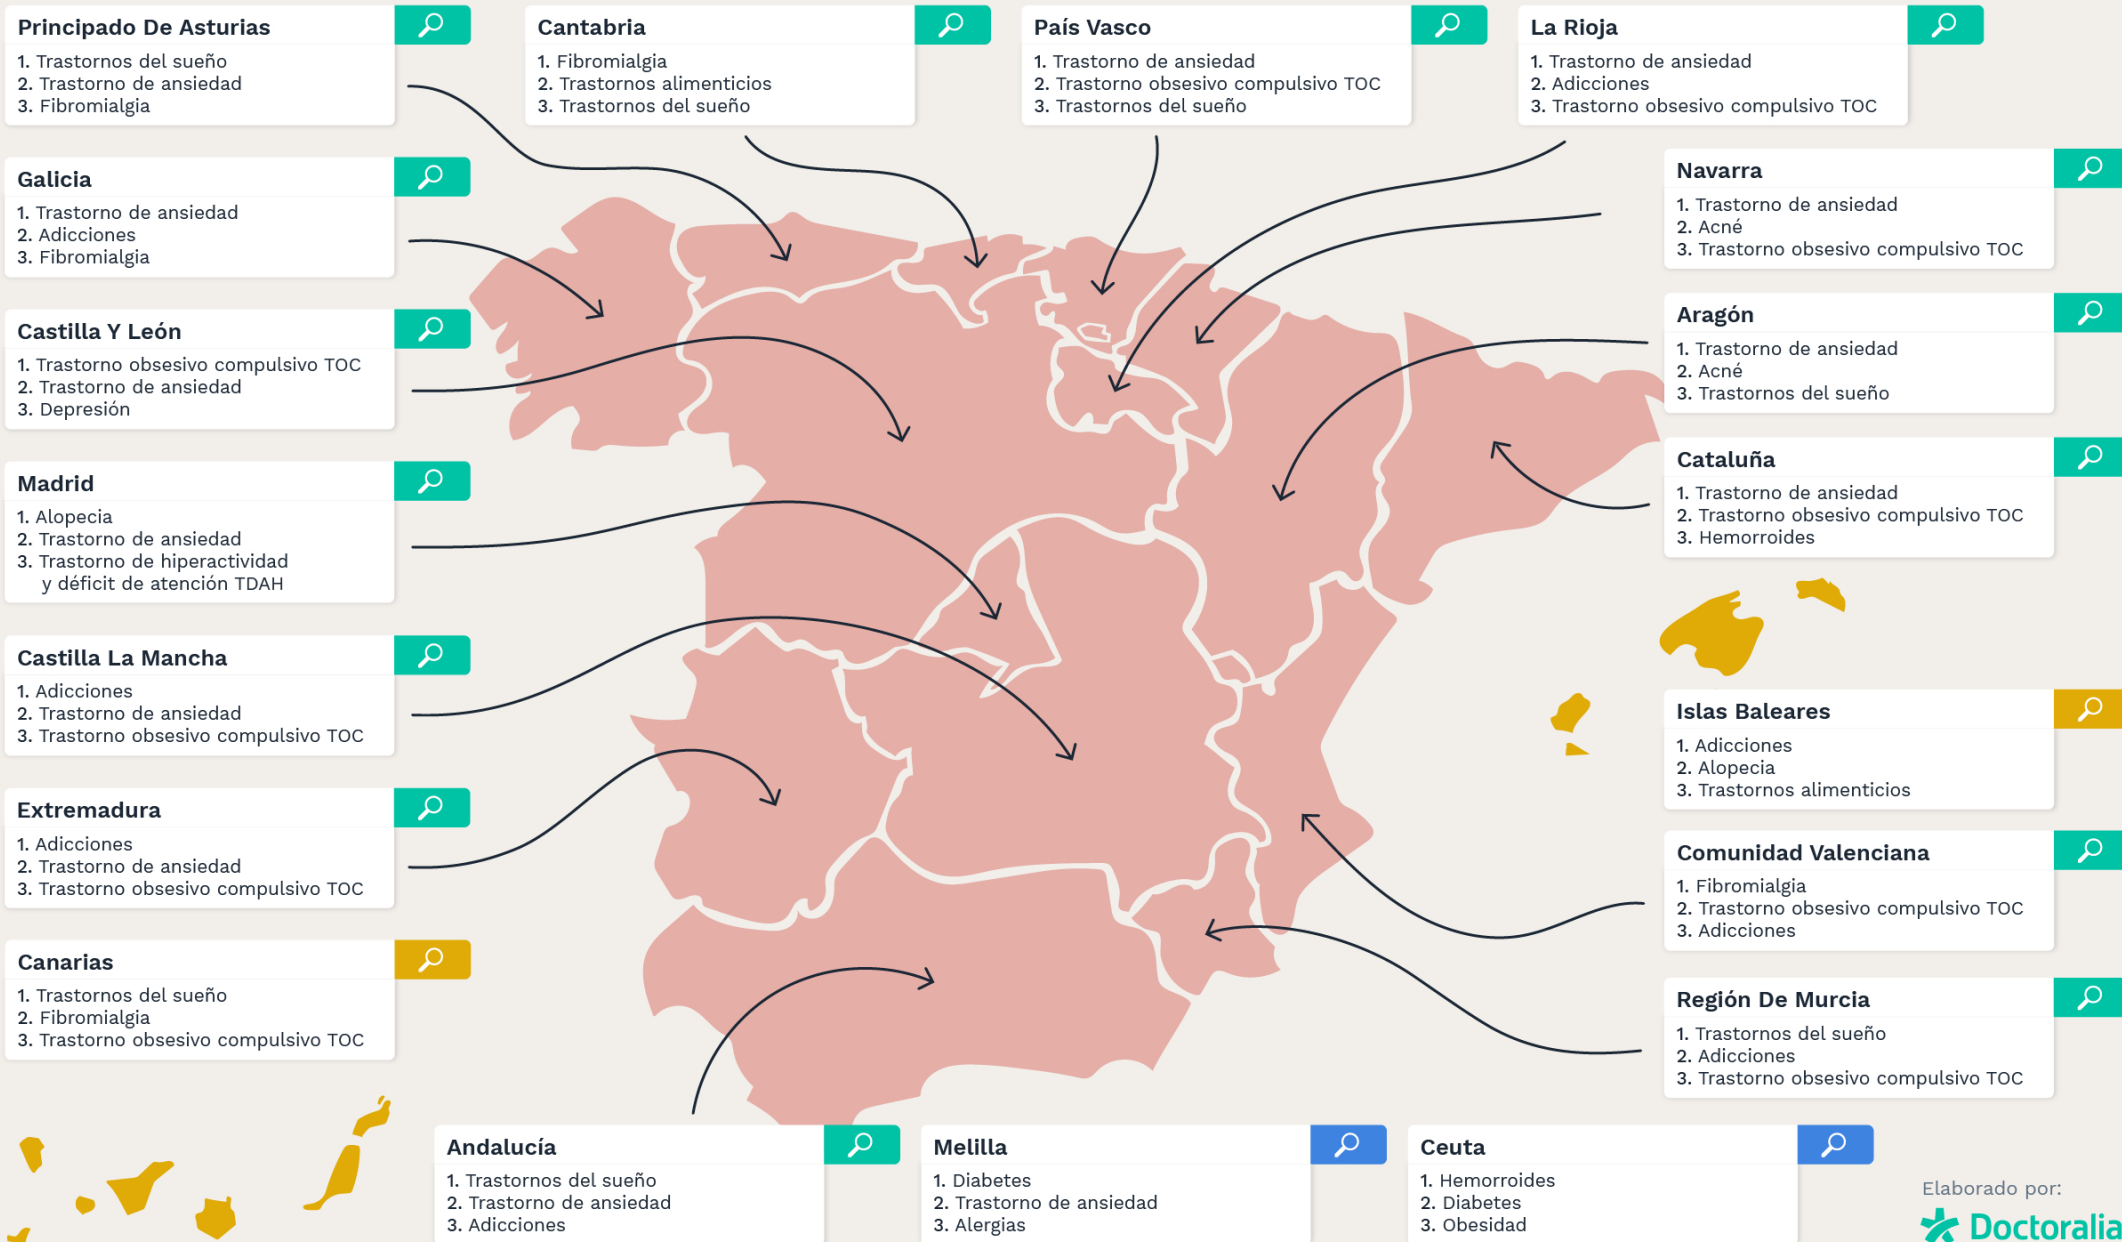 Principado De Asturias
1. Trastornos del sueño
2. Trastorno de ansiedad
3. Fibromialgia
Cantabria
1. Fibromialgia
2. Trastornos alimenticios
3. Trastornos del sueño
País Vasco
1. Trastorno de ansiedad
2. Trastorno obsesivo compulsivo TOC
3. Trastornos del sueño
La Rioja
1. Trastorno de ansiedad
2. Adicciones
3. Trastorno obsesivo compulsivo TOC
Galicia
1. Trastorno de ansiedad
2. Adicciones
3. Fibromialgia
Navarra
1. Trastorno de ansiedad
2. Acné
3. Trastorno obsesivo compulsivo TOC
Castilla Y León
1. Trastorno obsesivo compulsivo TOC
2. Trastorno de ansiedad
3. Depresión
Aragón
1. Trastorno de ansiedad
2. Acné
3. Trastornos del sueño
Madrid
1. Alopecia
2. Trastorno de ansiedad
3. Trastorno de hiperactividad
y déficit de atención TDAH
Cataluña
1. Trastorno de ansiedad
2. Trastorno obsesivo compulsivo TOC
3. Hemorroides
Castilla La Mancha
1. Adicciones
2. Trastorno de ansiedad
3. Trastorno obsesivo compulsivo TOC
Islas Baleares
1. Adicciones
2. Alopecia
3. Trastornos alimenticios
Extremadura
1. Adicciones
2. Trastorno de ansiedad
3. Trastorno obsesivo compulsivo TOC
Comunidad Valenciana
1. Fibromialgia
2. Trastorno obsesivo compulsivo TOC
3. Adicciones
Canarias
1. Trastornos del sueño
2. Fibromialgia
3. Trastorno obsesivo compulsivo TOC
Región De Murcia
1. Trastornos del sueño
2. Adicciones
3. Trastorno obsesivo compulsivo TOC
Andalucía
1. Trastornos del sueño
2. Trastorno de ansiedad
3. Adicciones
Melilla
1. Diabetes
2. Trastorno de ansiedad
3. Alergias
Ceuta
1. Hemorroides
2. Diabetes
3. Obesidad
Elaborado por:
Doctoralia